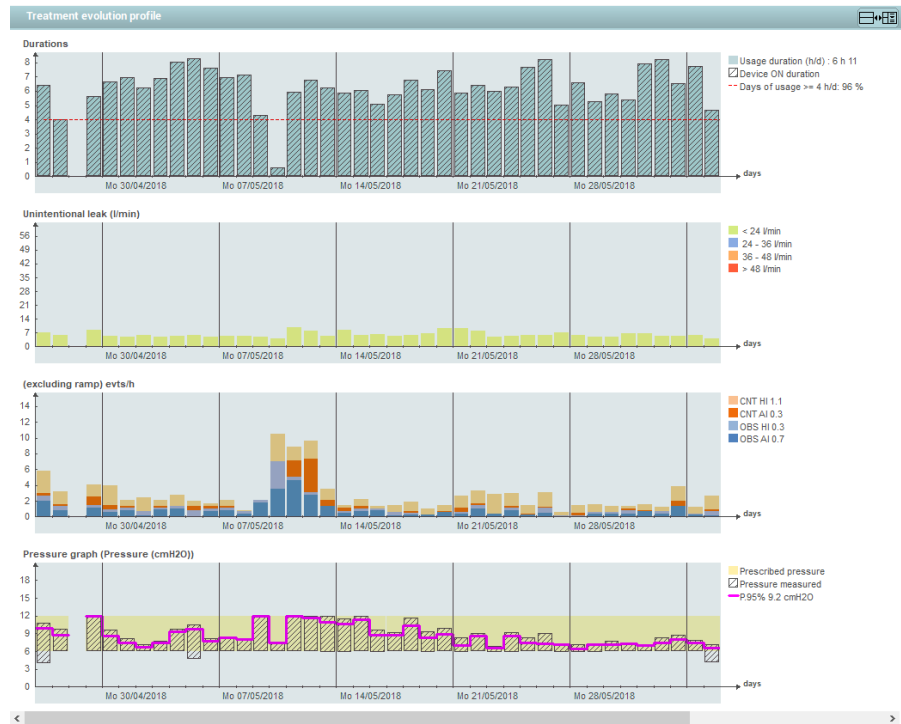 Treatment evolution profile
Durations
8
7
6
5
4
3
2
1
0
Mo 30/04/2018 Mo 07/05/2018 Mo 14/05/2018 Mo 21/05/2018 Mo 28/05/2018
days
Usage duration (h/d) : 6 h 11
Device ON duration
Days of usage >= 4 h/d: 96 %
Unintentional leak (l/min)
56
49
42
35
28
21
14
7
0
Mo 30/04/2018 Mo 07/05/2018 Mo 14/05/2018 Mo 21/05/2018 Mo 28/05/2018
days
< 24 l/min
24 - 36 l/min
36 - 48 l/min
> 48 l/min
(excluding ramp) evts/h
14
12
10
8
6
4
2
0
Mo 30/04/2018 Mo 07/05/2018 Mo 14/05/2018 Mo 21/05/2018 Mo 28/05/2018
days
CNT HI 1.1
CNT AI 0.3
OBS HI 0.3
OBS AI 0.7
Pressure graph (Pressure (cmH2O))
18
15
12
9
6
3
0
Mo 30/04/2018 Mo 07/05/2018 Mo 14/05/2018 Mo 21/05/2018 Mo 28/05/2018
days
Prescribed pressure
Pressure measured
P.95% 9.2 cmH2O